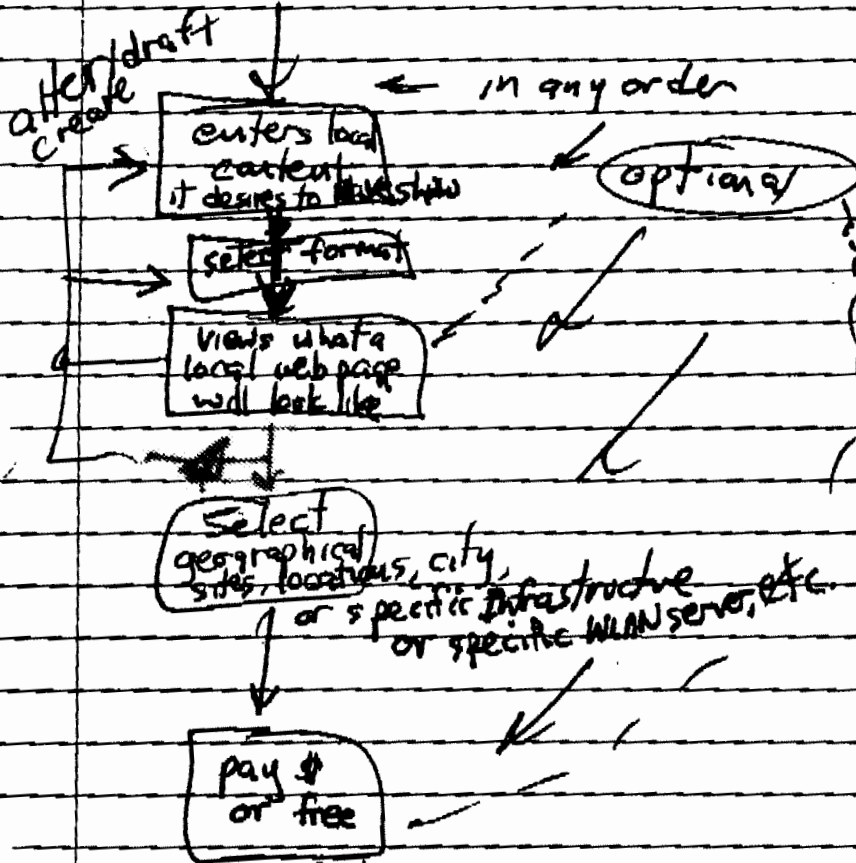 alter/draft
create
in any order
enters local
content
it desires to show
optional
select format
views what a
local web page
will look like
Select
geographical
sites, locations, city,
or specific Infrastructure
or specific WLAN server, etc.
pay $
or free